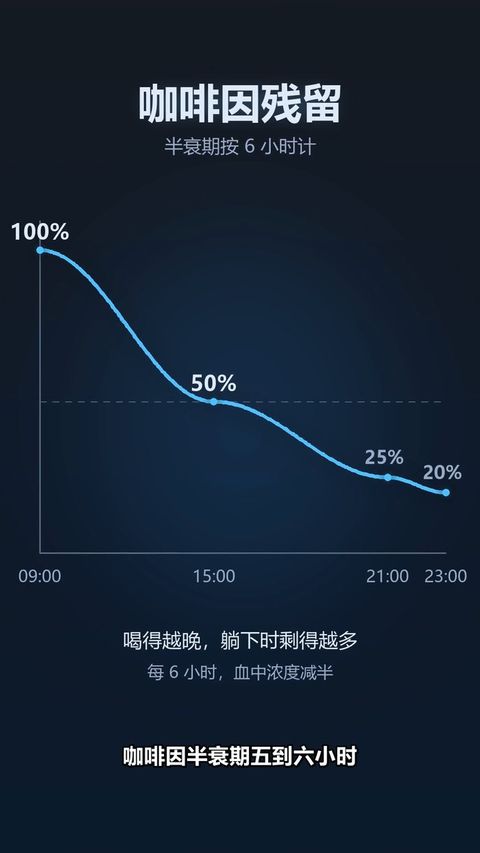 咖啡因残留
半衰期按 6 小时计
100%
50%
25%
20%
09:00
15:00
21:00
23:00
喝得越晚，躺下时剩得越多
每 6 小时，血中浓度减半
咖啡因半衰期五到六小时